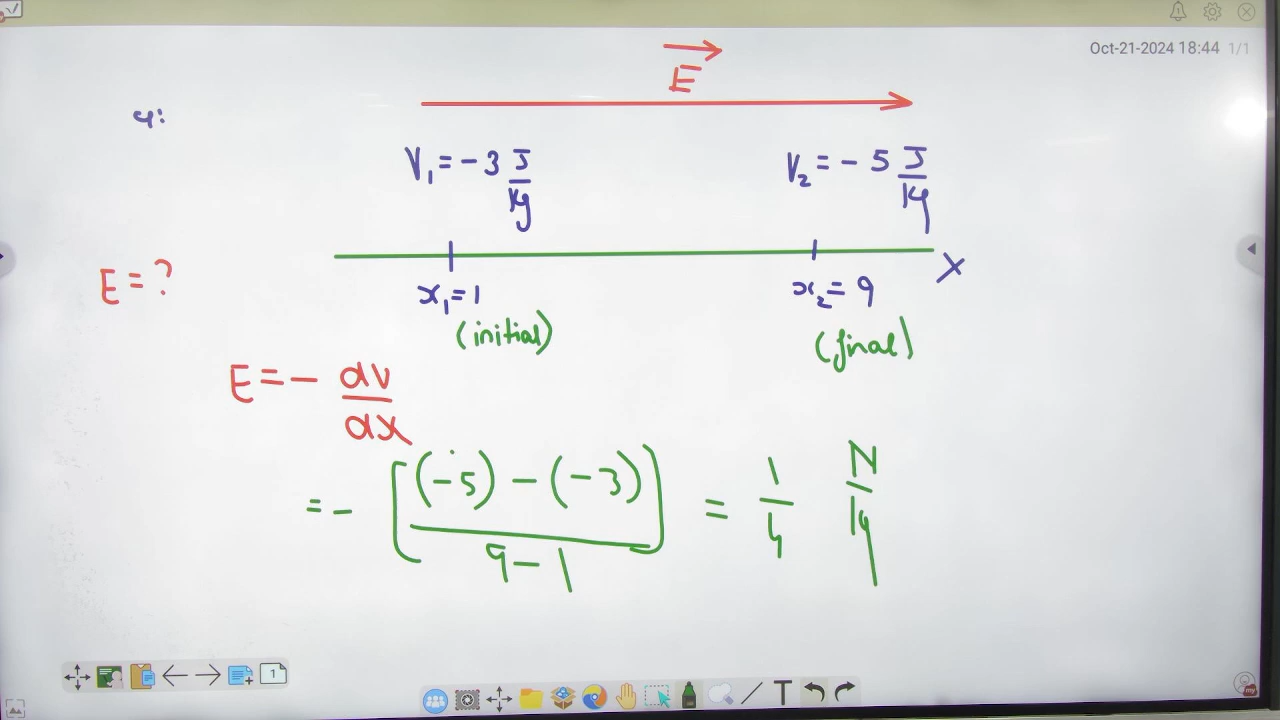 Oct-21-2024 18:44 1/1
E
4:
V₁ = -3 J/kg
V₂ = -5 J/kg
E = ?
x₁ = 1
x₂ = 9
X
(initial)
(final)
E = - dV/dx
= - [(-5) - (-3) / 9 - 1] = 1/4 N/kg
1
T